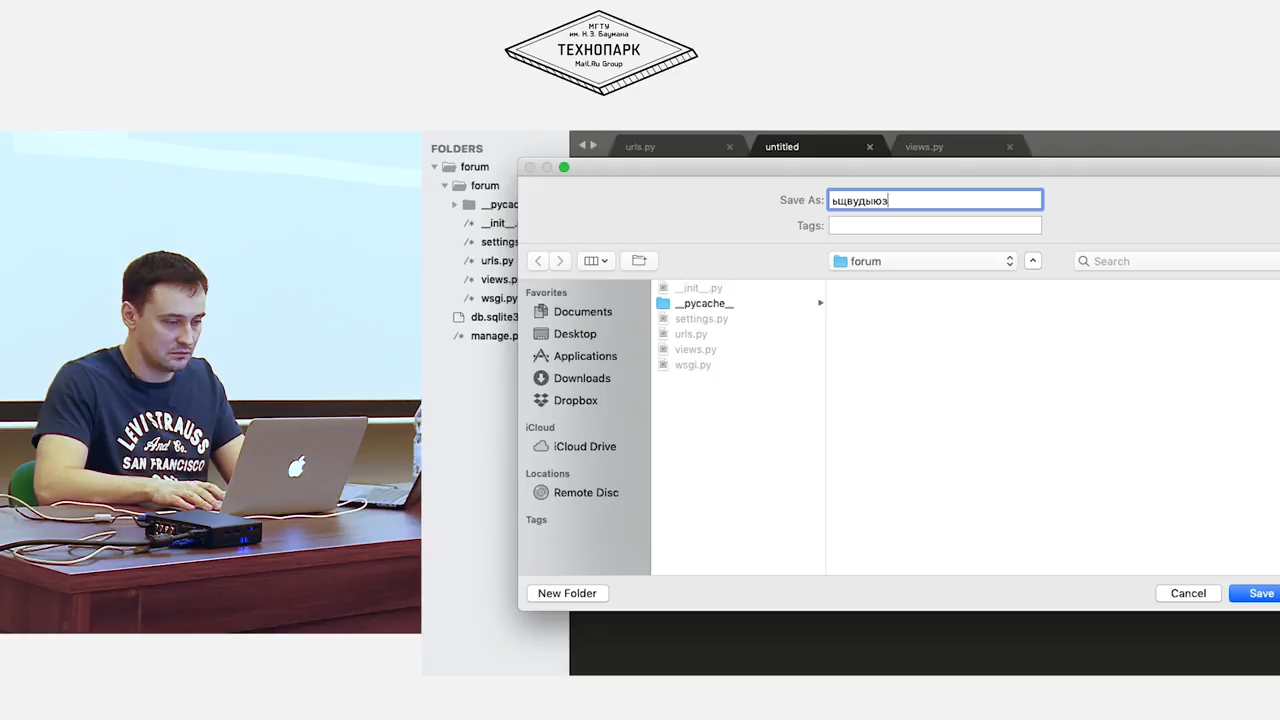 МГТУ
им. Н. Э. Баумана
ТЕХНОПАРК
Mail.Ru Group
FOLDERS
forum
forum
__pycac
__init__.
settings
urls.py
views.py
wsgi.py
db.sqlite3
manage.p
urls.py
untitled
views.py
Save As: ьщвудыюз
Tags:
forum
Search
Favorites
Documents
Desktop
Applications
Downloads
Dropbox
iCloud
iCloud Drive
Locations
Remote Disc
Tags
__init__.py
__pycache__
settings.py
urls.py
views.py
wsgi.py
New Folder
Cancel
Save
LEVI STRAUSS
And Co.
SAN FRANCISCO